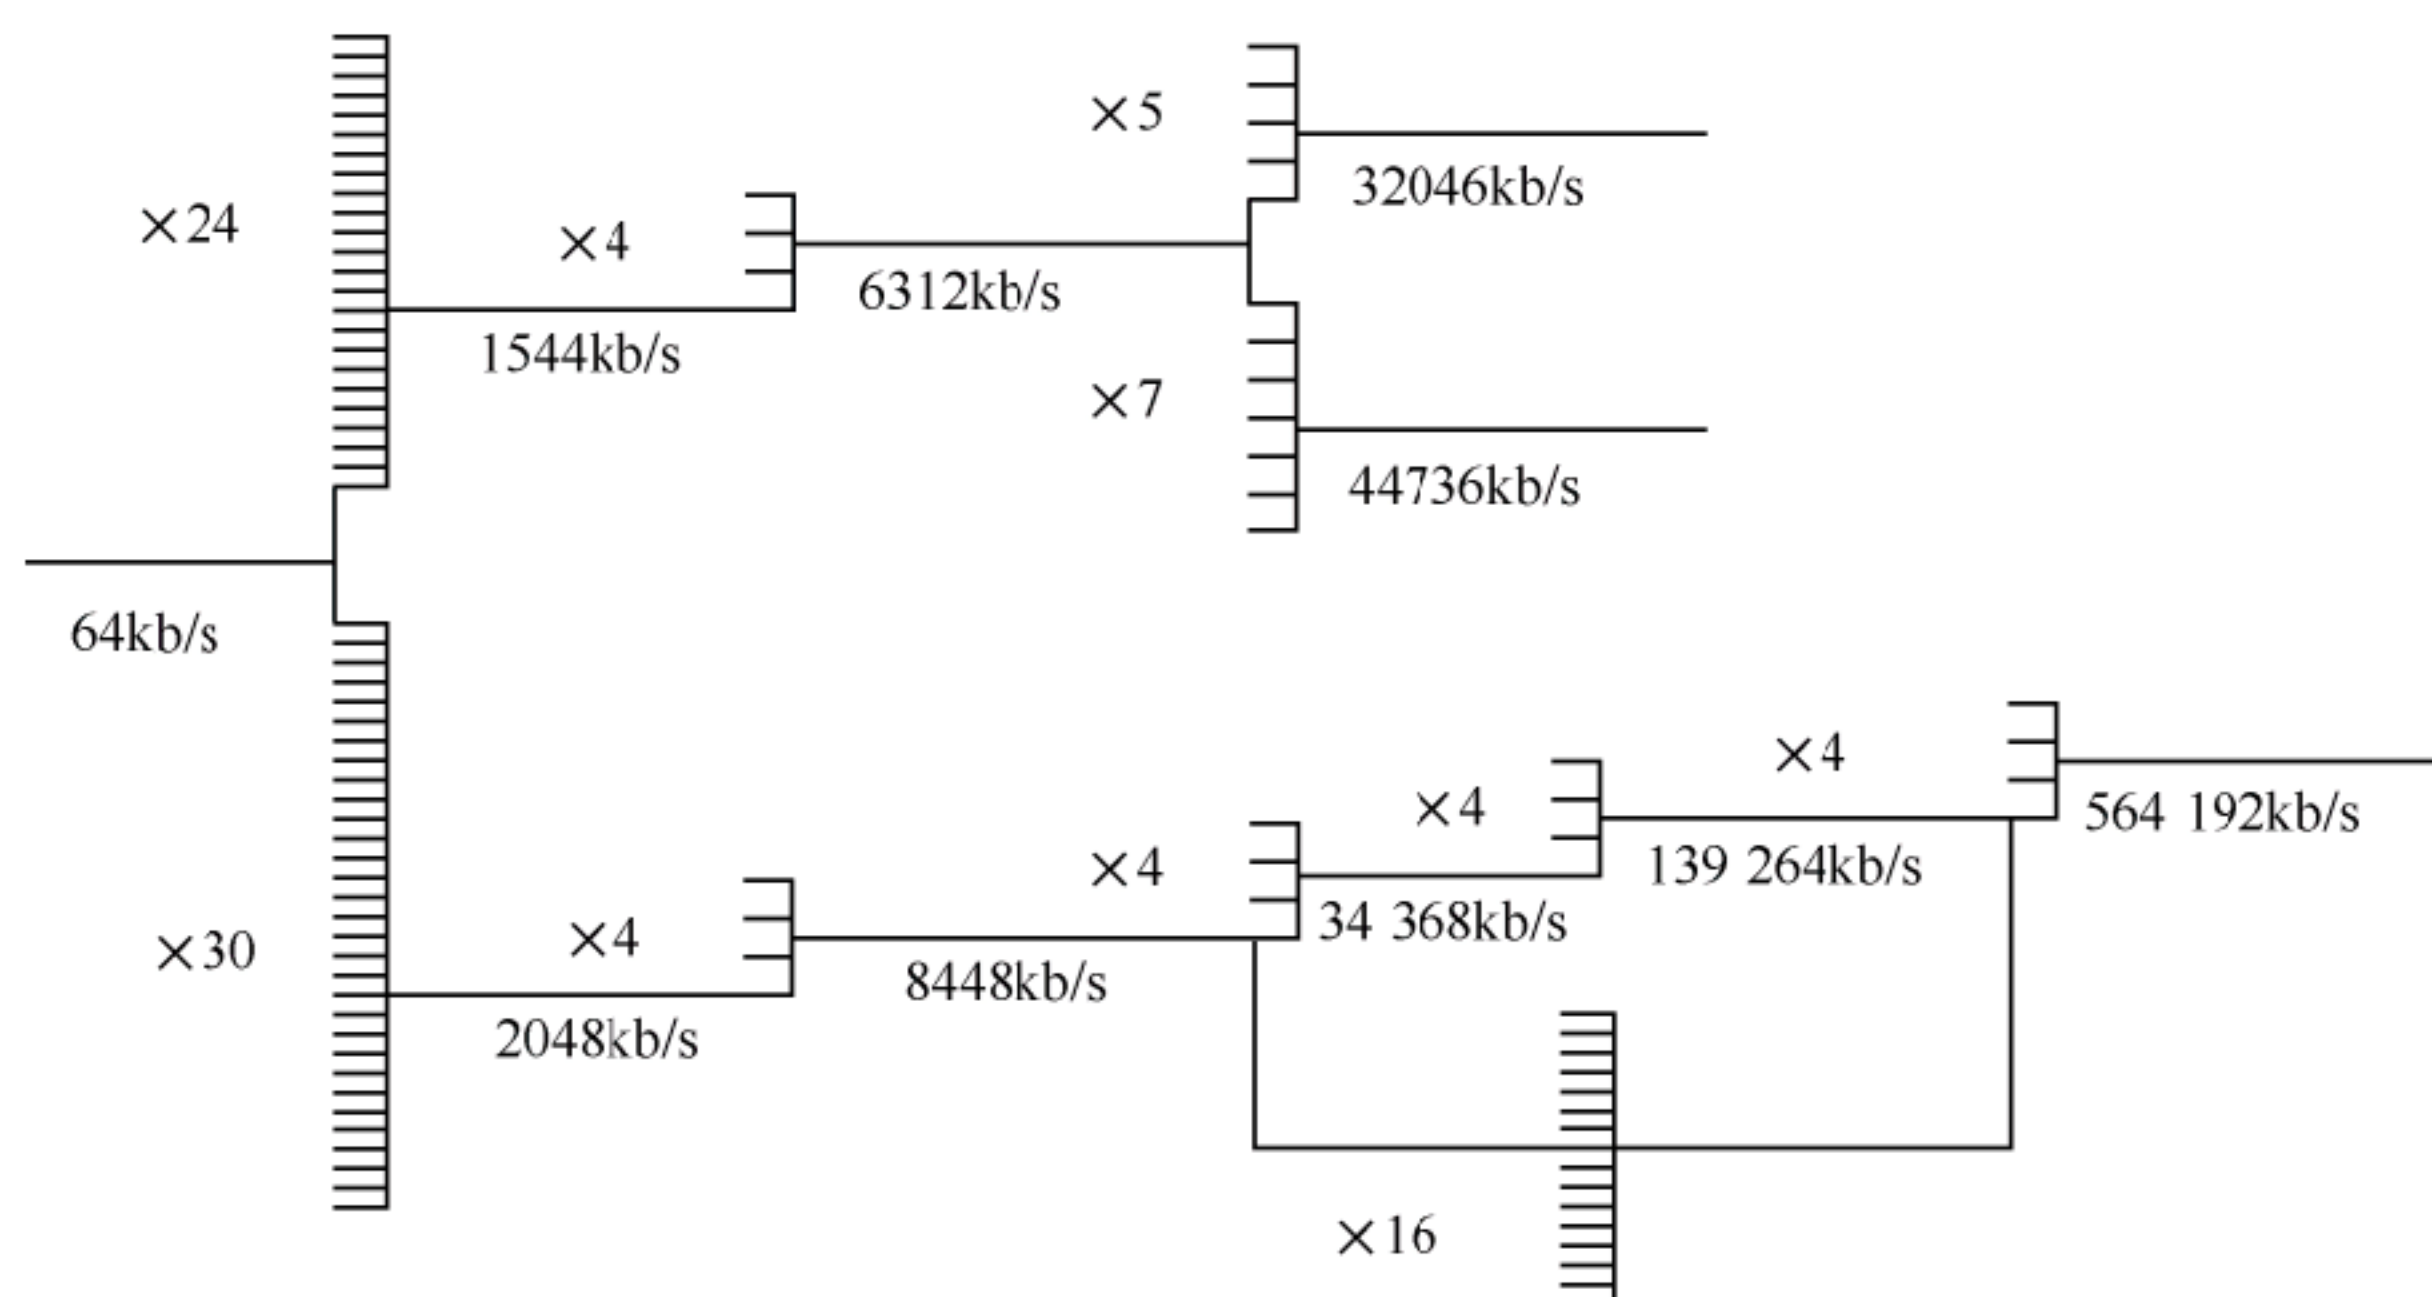 ×5
32046kb/s
×24
×4
6312kb/s
1544kb/s
×7
44736kb/s
64kb/s
×4
×4
564 192kb/s
×4
139 264kb/s
34 368kb/s
×30
×4
8448kb/s
2048kb/s
×16